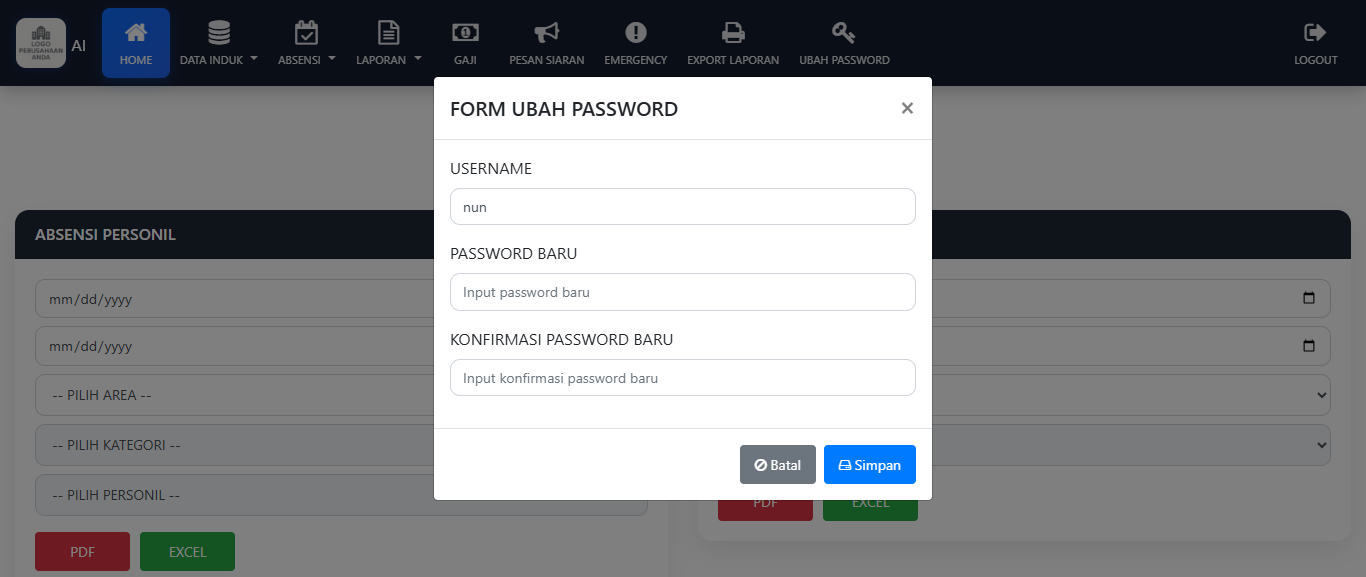 LOGO
PERUSAHAAN
ANDA
AI
HOME
DATA INDUK
ABSENSI
LAPORAN
GAJI
PESAN SIARAN
EMERGENCY
EXPORT LAPORAN
UBAH PASSWORD
LOGOUT
FORM UBAH PASSWORD
×
USERNAME
nun
PASSWORD BARU
Input password baru
KONFIRMASI PASSWORD BARU
Input konfirmasi password baru
Batal
Simpan
ABSENSI PERSONIL
mm/dd/yyyy
mm/dd/yyyy
-- PILIH AREA --
-- PILIH KATEGORI --
-- PILIH PERSONIL --
PDF
EXCEL
PDF
EXCEL